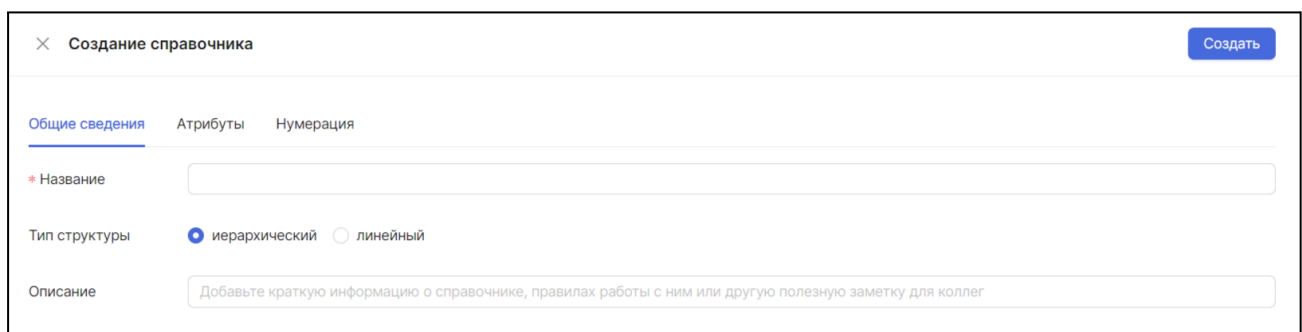 Создание справочника
Создать
Общие сведения Атрибуты Нумерация
* Название
Тип структуры иерархический линейный
Описание Добавьте краткую информацию о справочнике, правилах работы с ним или другую полезную заметку для коллег